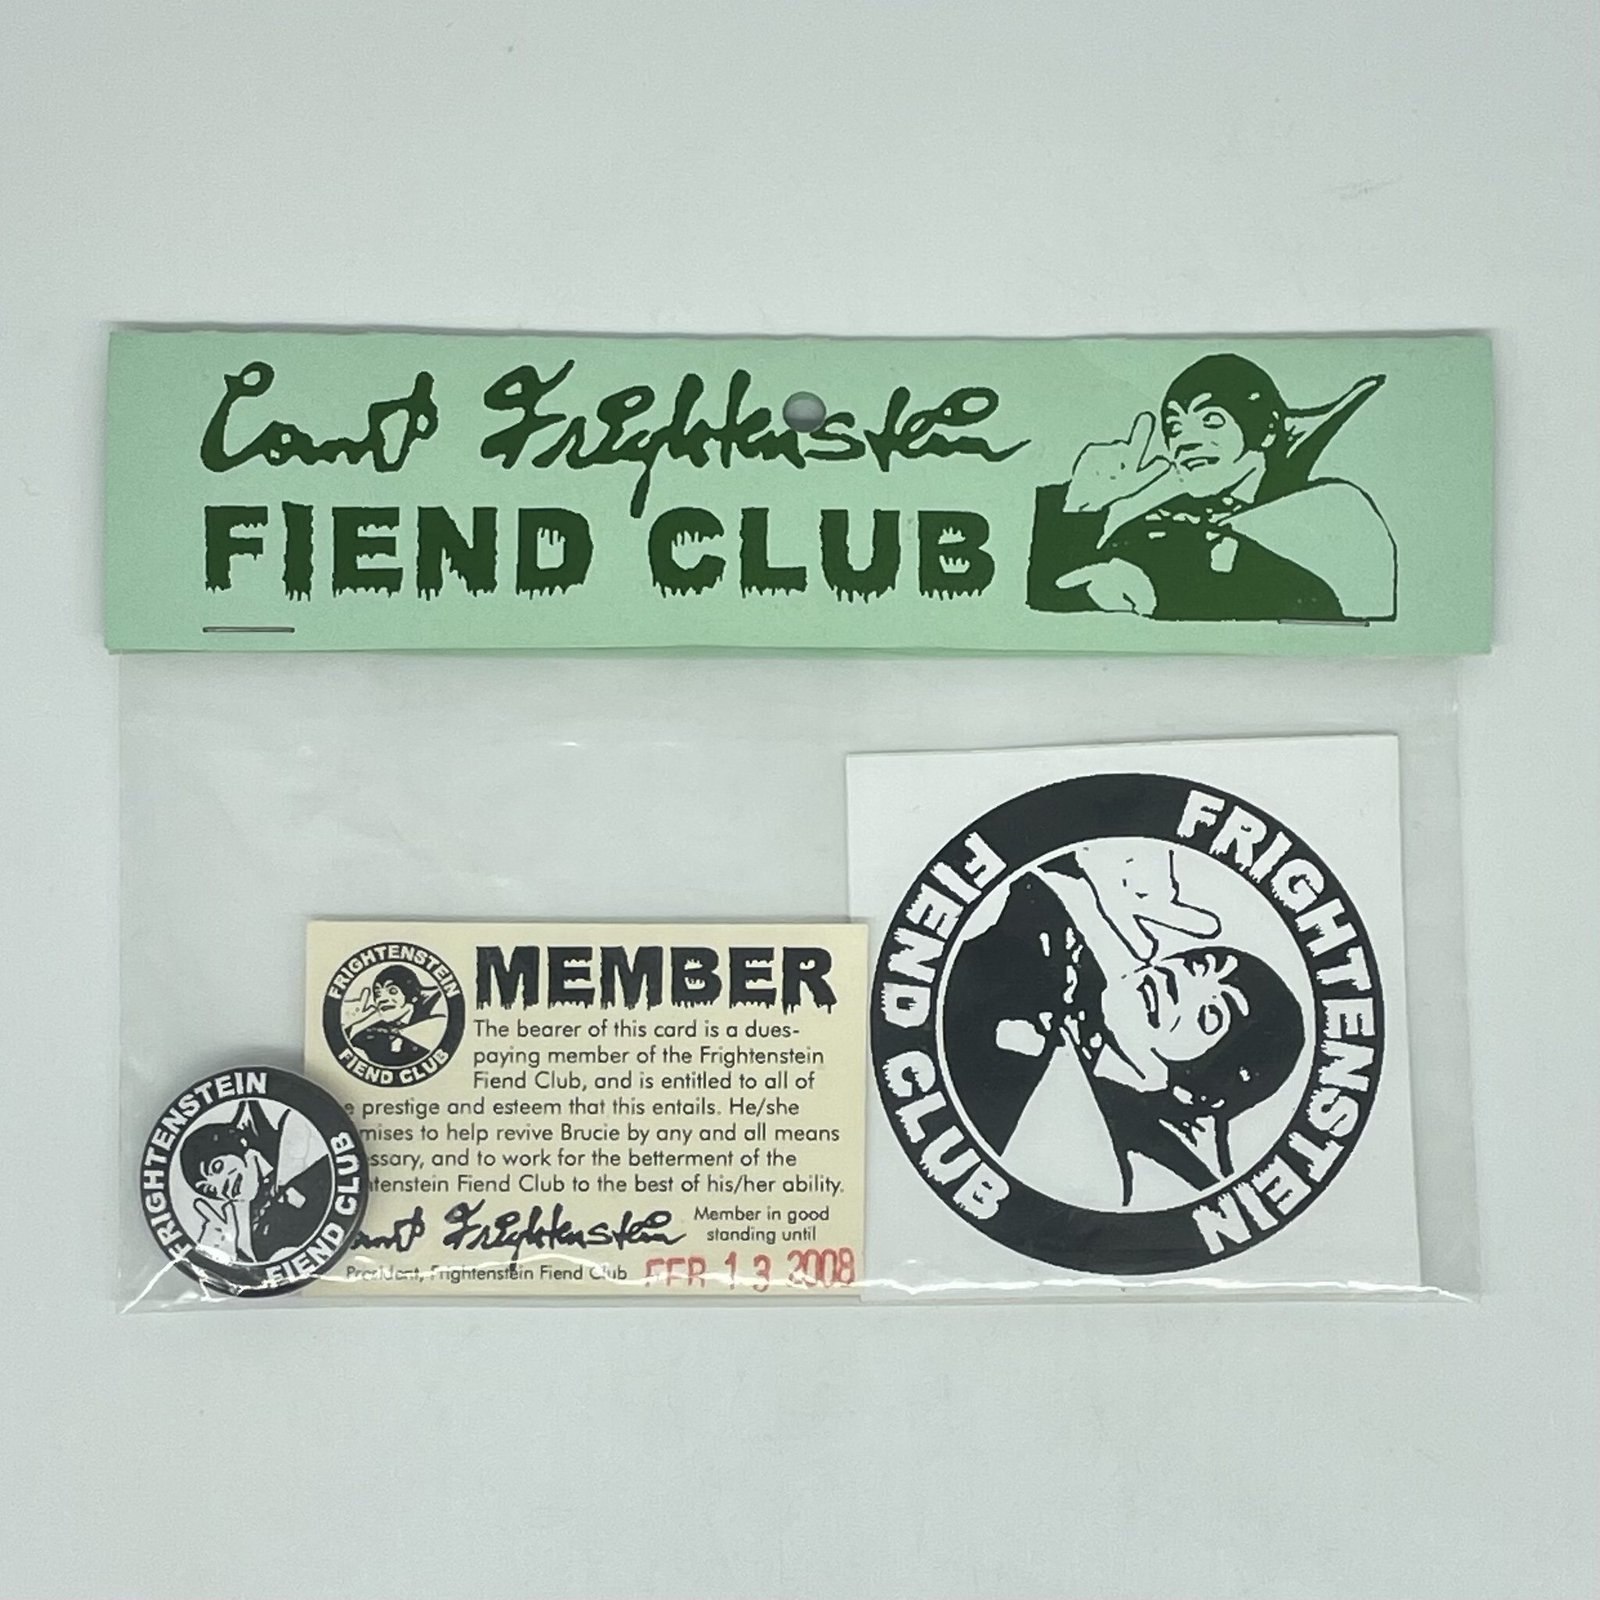 Count Frightenstein
FIEND CLUB
FRIGHTENSTEIN
FIEND CLUB
MEMBER
The bearer of this card is a dues-
paying member of the Frightenstein
Fiend Club, and is entitled to all of
e prestige and esteem that this entails. He/she
mises to help revive Brucie by any and all means
ssary, and to work for the betterment of the
tenstein Fiend Club to the best of his/her ability.
Frightenstein
Member in good
standing until
President, Frightenstein Fiend Club
FEB 13 2008
FRIGHTENSTEIN
FIEND CLUB
FRIGHTENSTEIN
FIEND CLUB